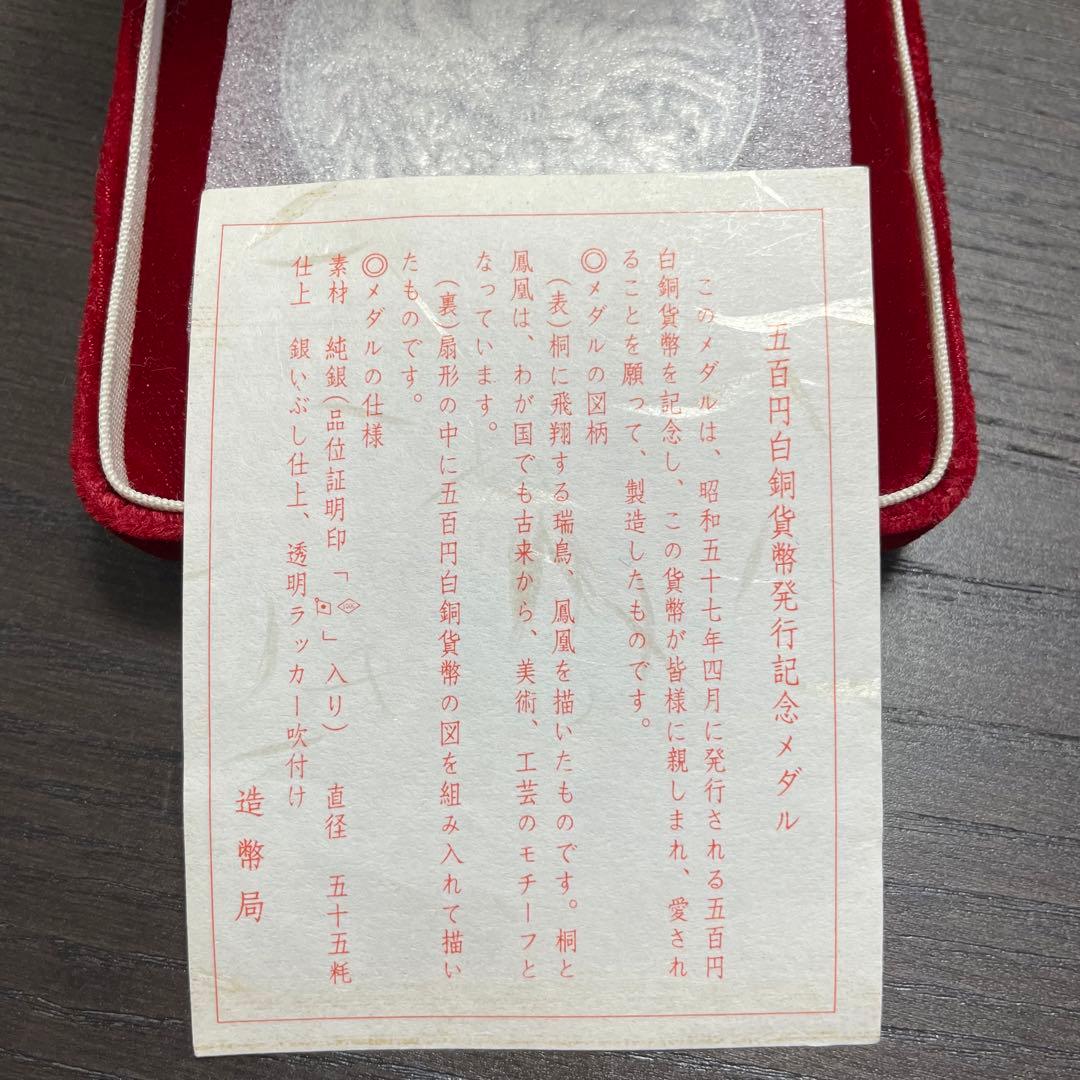 五百円白銅貨幣発行記念メダル
このメダルは、昭和五十七年四月に発行される五百円
白銅貨幣を記念し、この貨幣が皆様に親しまれ、愛され
ることを願って、製造したものです。
◎メダルの図柄
(表)桐に飛翔する瑞鳥、鳳凰を描いたものです。桐と
鳳凰は、わが国でも古来から、美術、工芸のモチーフと
なっています。
(裏)扇形の中に五百円白銅貨幣の図を組み入れて描い
たものです。
◎メダルの仕様
素材 純銀(品位証明印「」入り) 直径 五十五粍
仕上 銀いぶし仕上、透明ラッカー吹付け
造幣局